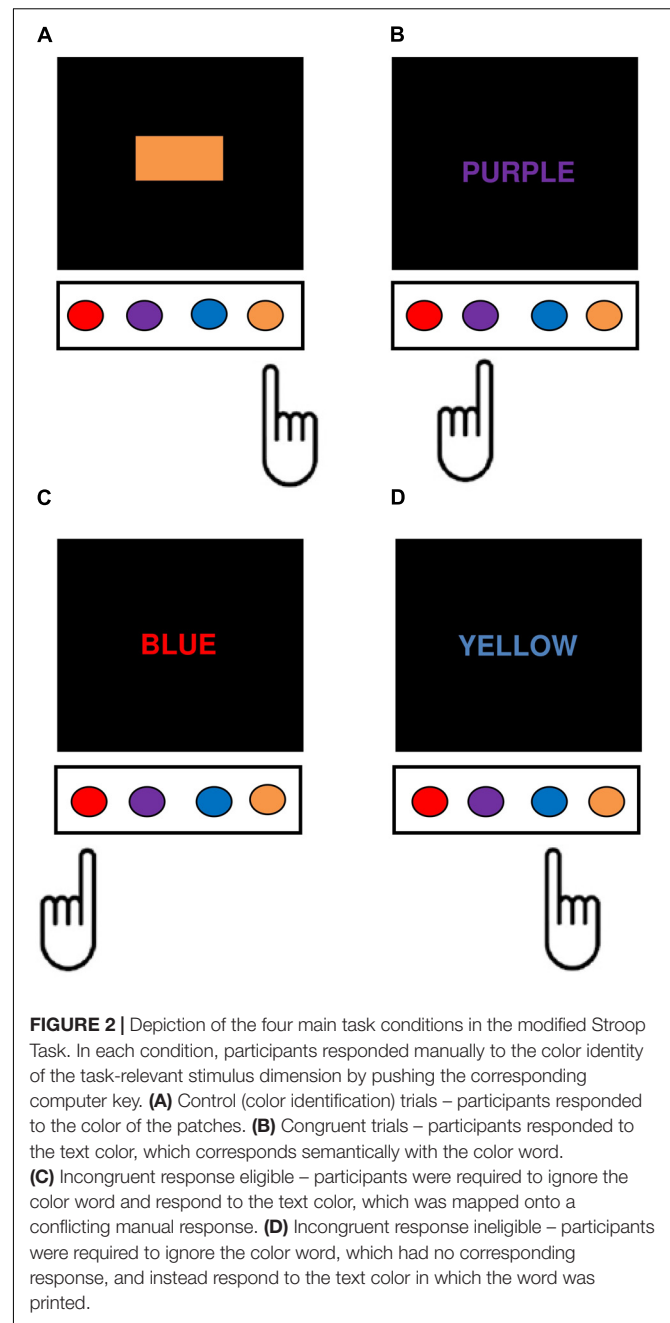 A
B
PURPLE
C
D
BLUE
YELLOW
FIGURE 2 | Depiction of the four main task conditions in the modified Stroop
Task. In each condition, participants responded manually to the color identity
of the task-relevant stimulus dimension by pushing the corresponding
computer key. (A) Control (color identification) trials – participants responded
to the color of the patches. (B) Congruent trials – participants responded to
the text color, which corresponds semantically with the color word.
(C) Incongruent response eligible – participants were required to ignore the
color word and respond to the text color, which was mapped onto a
conflicting manual response. (D) Incongruent response ineligible – participants
were required to ignore the color word, which had no corresponding
response, and instead respond to the text color in which the word was
printed.